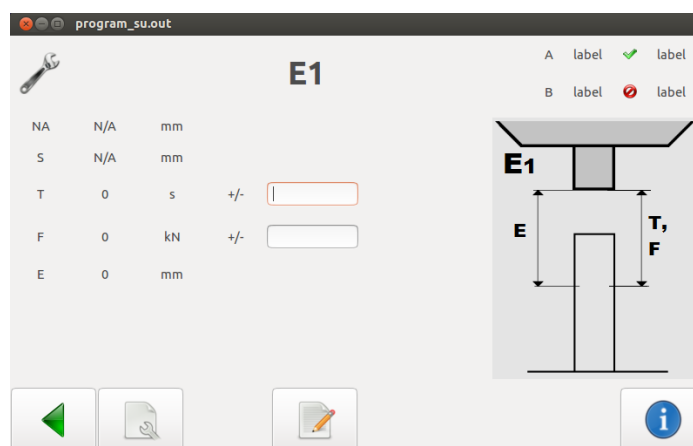 program_su.out
E1
A label label
B label label
NA N/A mm
S N/A mm
T 0 s +/-
F 0 kN +/-
E 0 mm
E1
E
T,
F